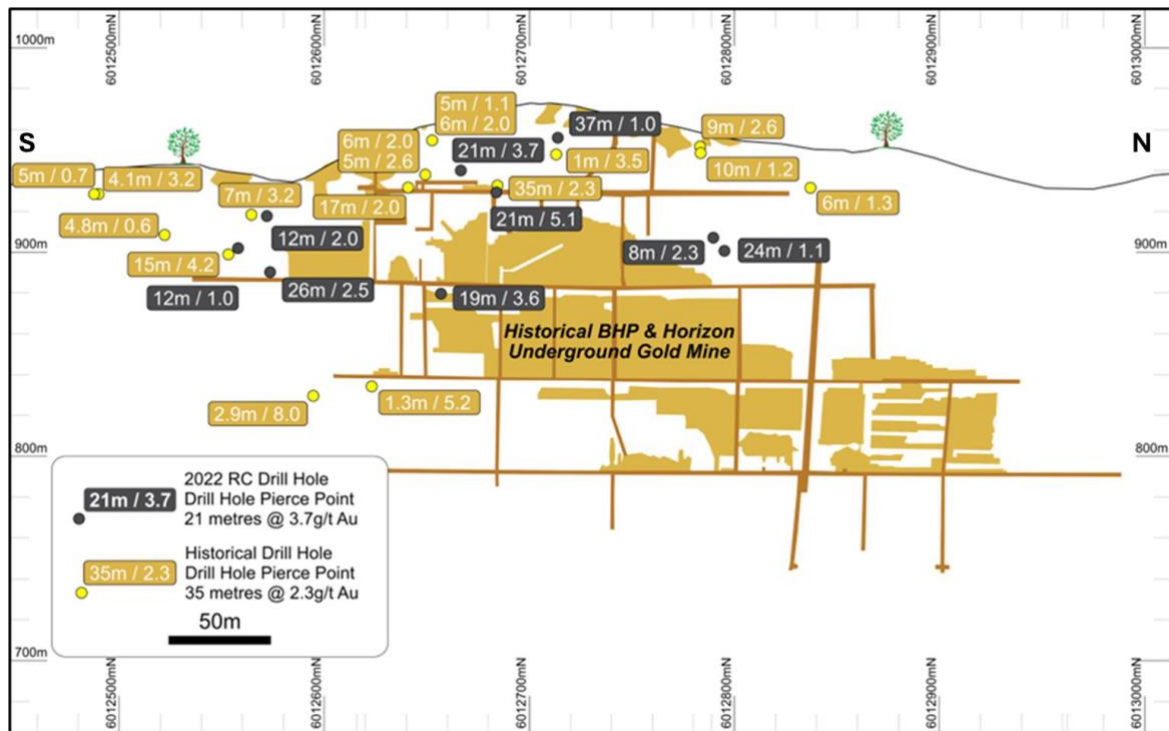 6012500mN
6012600mN
6012700mN
6012800mN
6012900mN
6013000mN
1000m
S
N
5m / 1.1
6m / 2.0
37m / 1.0
9m / 2.6
6m / 2.0
5m / 2.6
21m / 3.7
1m / 3.5
10m / 1.2
5m / 0.7
4.1m / 3.2
7m / 3.2
17m / 2.0
35m / 2.3
6m / 1.3
4.8m / 0.6
12m / 2.0
21m / 5.1
900m
8m / 2.3
24m / 1.1
900m
15m / 4.2
12m / 1.0
26m / 2.5
19m / 3.6
Historical BHP & Horizon
Underground Gold Mine
2.9m / 8.0
1.3m / 5.2
800m
800m
21m / 3.7
2022 RC Drill Hole
Drill Hole Pierce Point
21 metres @ 3.7g/t Au
35m / 2.3
Historical Drill Hole
Drill Hole Pierce Point
35 metres @ 2.3g/t Au
50m
700m
700m
6012500mN
6012600mN
6012700mN
6012800mN
6012900mN
6013000mN